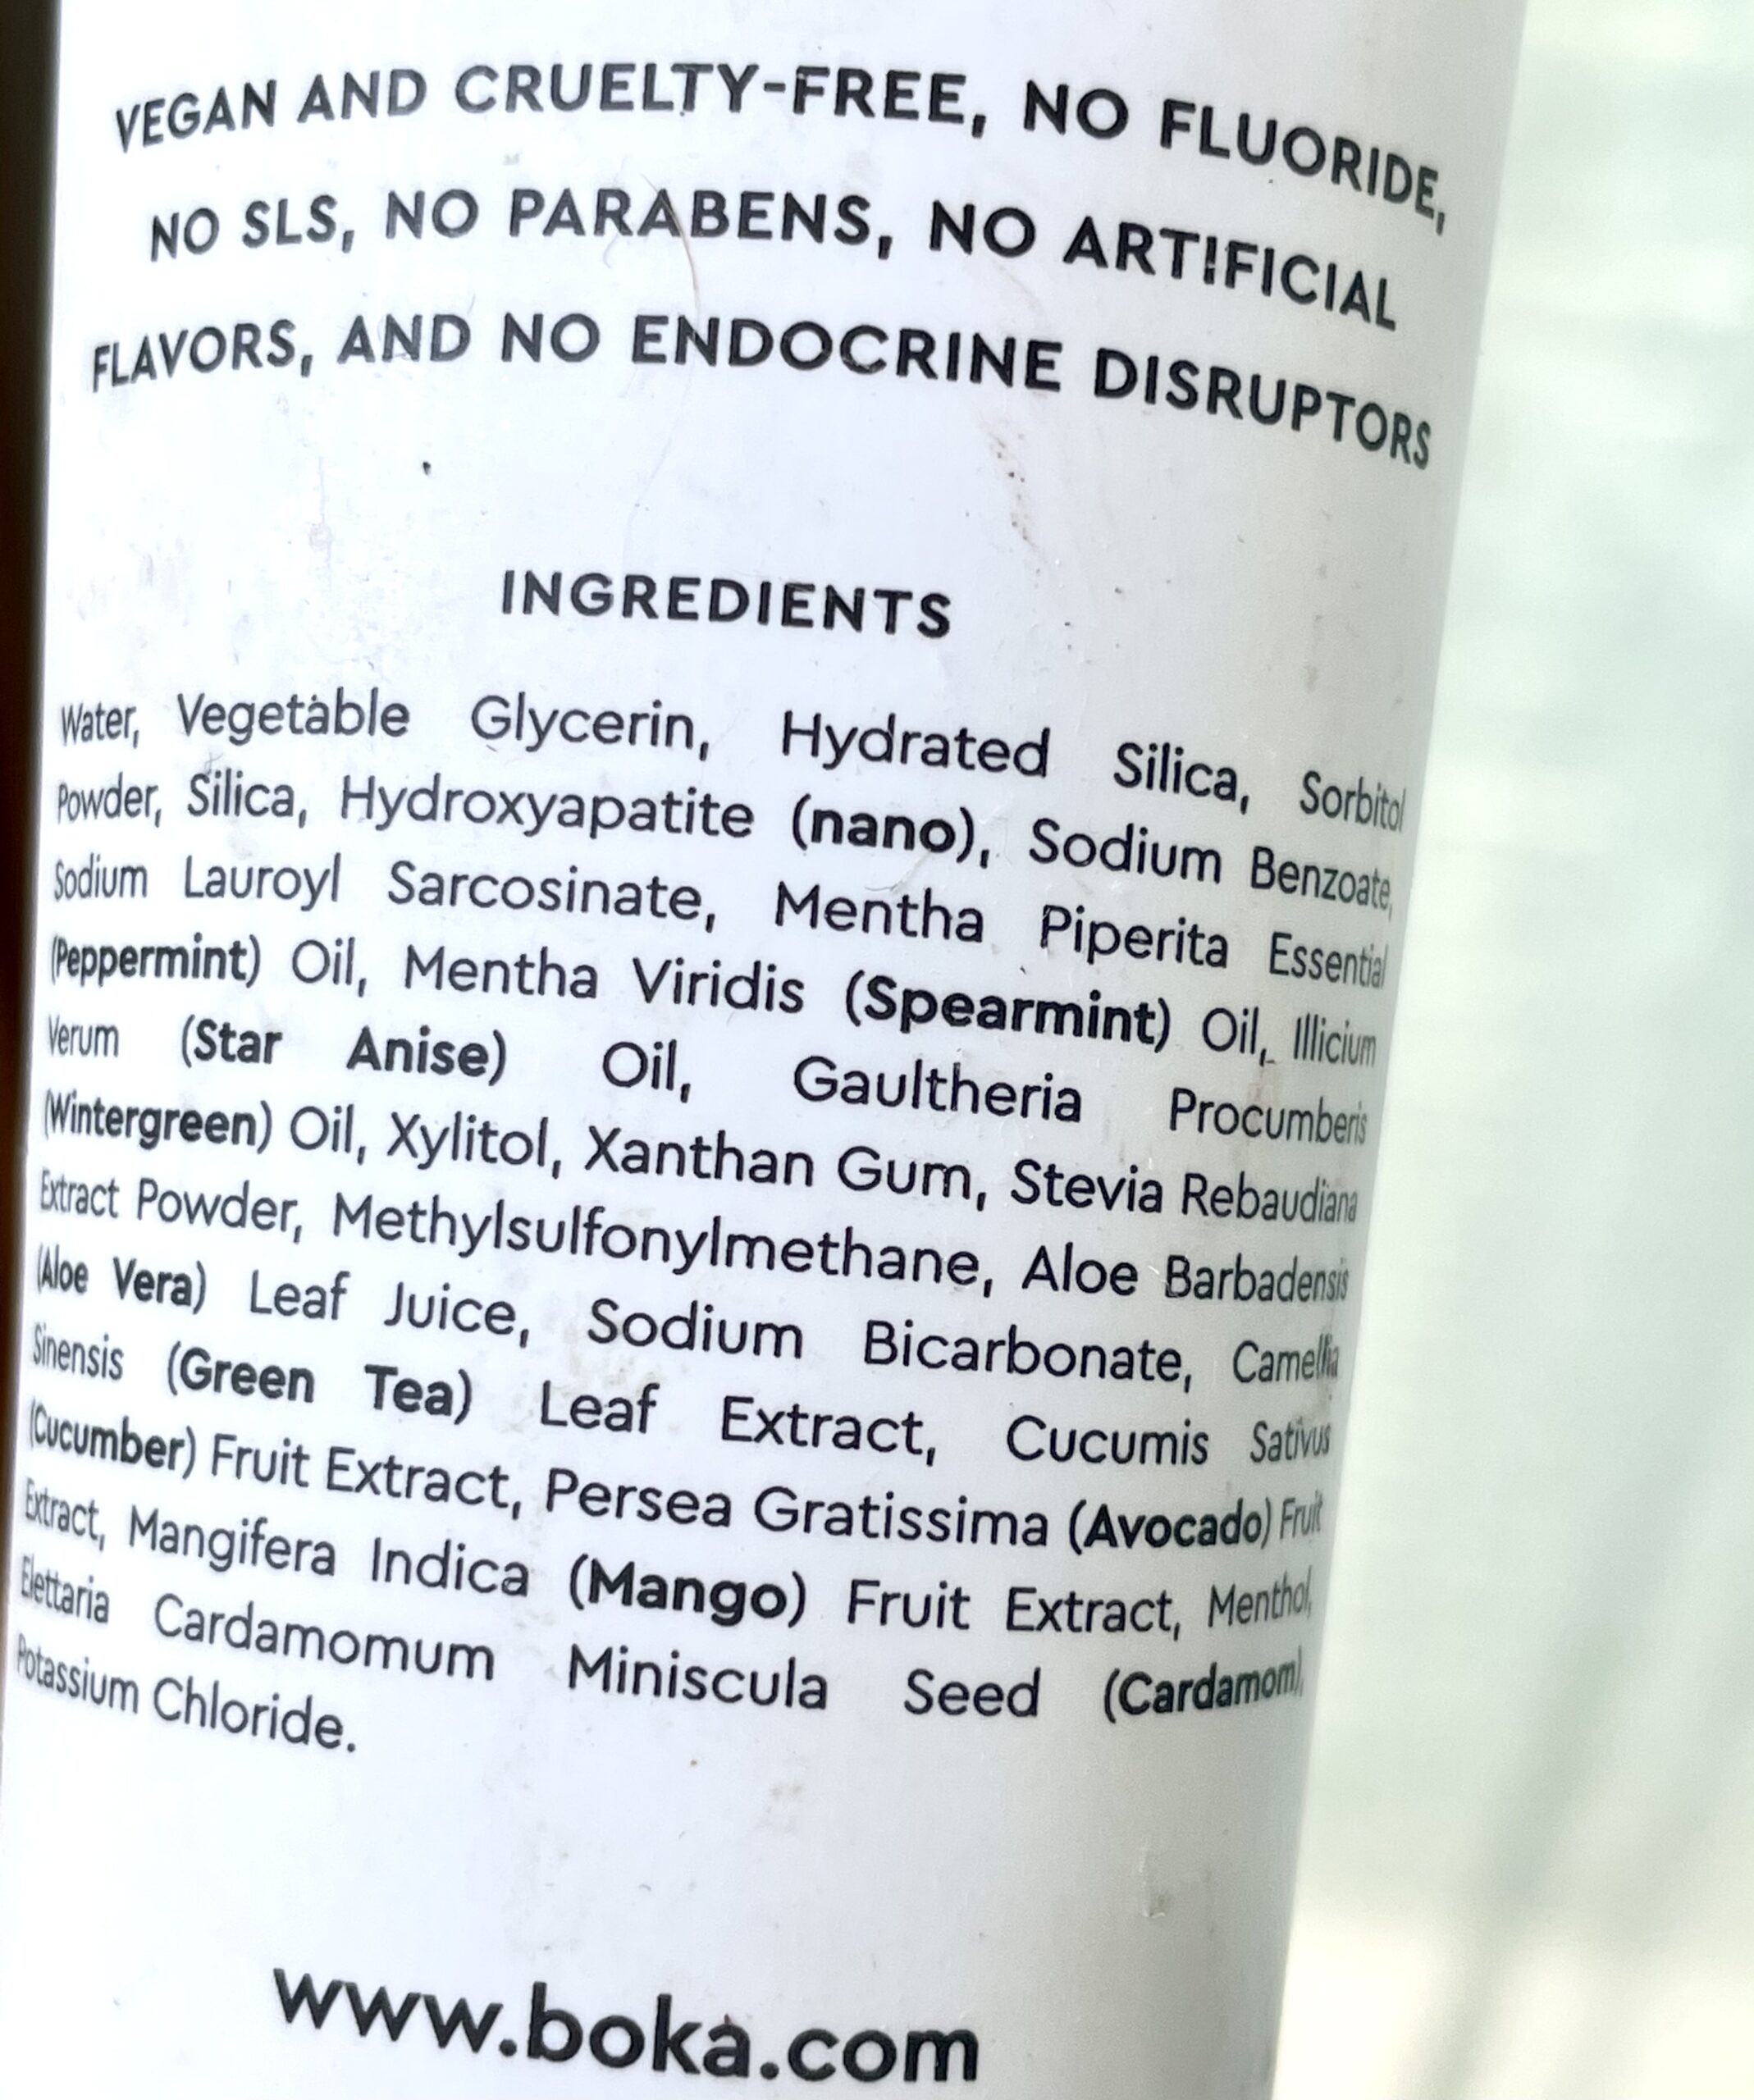 VEGAN AND CRUELTY-FREE, NO FLUORIDE,
NO SLS, NO PARABENS, NO ARTIFICIAL
FLAVORS, AND NO ENDOCRINE DISRUPTORS
INGREDIENTS
Water, Vegetable Glycerin, Hydrated Silica, Sorbitol
Powder, Silica, Hydroxyapatite (nano), Sodium Benzoate,
Sodium Lauroyl Sarcosinate, Mentha Piperita Essential
(Peppermint) Oil, Mentha Viridis (Spearmint) Oil, Illicium
Verum (Star Anise) Oil, Gaultheria Procumberis
(Wintergreen) Oil, Xylitol, Xanthan Gum, Stevia Rebaudiana
Extract Powder, Methylsulfonylmethane, Aloe Barbadensis
(Aloe Vera) Leaf Juice, Sodium Bicarbonate, Camellia
Sinensis (Green Tea) Leaf Extract, Cucumis Sativus
(Cucumber) Fruit Extract, Persea Gratissima (Avocado) Fruit
Extract, Mangifera Indica (Mango) Fruit Extract, Menthol,
Elettaria Cardamomum Miniscula Seed (Cardamom),
Potassium Chloride.
www.boka.com